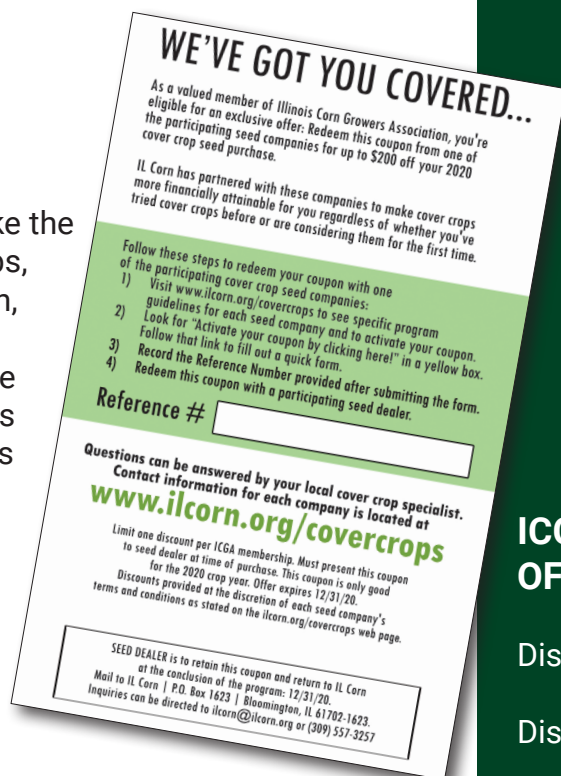 WE'VE GOT YOU COVERED...
As a valued member of Illinois Corn Growers Association, you're
eligible for an exclusive offer: Redeem this coupon from one of
the participating seed companies for up to $200 off your 2020
cover crop seed purchase.
IL Corn has partnered with these companies to make cover crops
more financially attainable for you regardless of whether you've
tried cover crops before or are considering them for the first time.
Follow these steps to redeem your coupon with one
of the participating cover crop seed companies:
1) Visit www.ilcorn.org/covercrops to see specific program
guidelines for each seed company and to activate your coupon.
2) Look for "Activate your coupon by clicking here!" in a yellow box.
Follow that link to fill out a quick form.
3) Record the Reference Number provided after submitting the form.
4) Redeem this coupon with a participating seed dealer.
Reference #
Questions can be answered by your local cover crop specialist.
Contact information for each company is located at
www.ilcorn.org/covercrops
Limit one discount per ICGA membership. Must present this coupon
to seed dealer at time of purchase. This coupon is only good
for the 2020 crop year. Offer expires 12/31/20.
Discounts provided at the discretion of each seed company's
terms and conditions as stated on the ilcorn.org/covercrops web page.
SEED DEALER is to retain this coupon and return to IL Corn
at the conclusion of the program: 12/31/20.
Mail to IL Corn | P.O. Box 1623 | Bloomington, IL 61702-1623.
Inquiries can be directed to ilcorn@ilcorn.org or (309) 557-3257
the